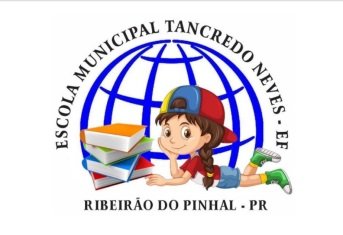 ESCOLA MUNICIPAL TANCREDO NEVES - EF
RIBEIRÃO DO PINHAL - PR